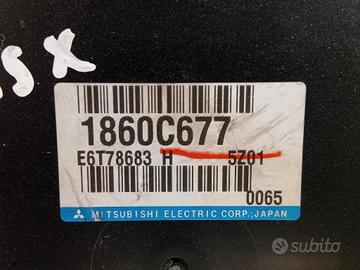 SX
1860C677
E6T78683 H 5Z01
0065
MITSUBISHI ELECTRIC CORP., JAPAN
subito